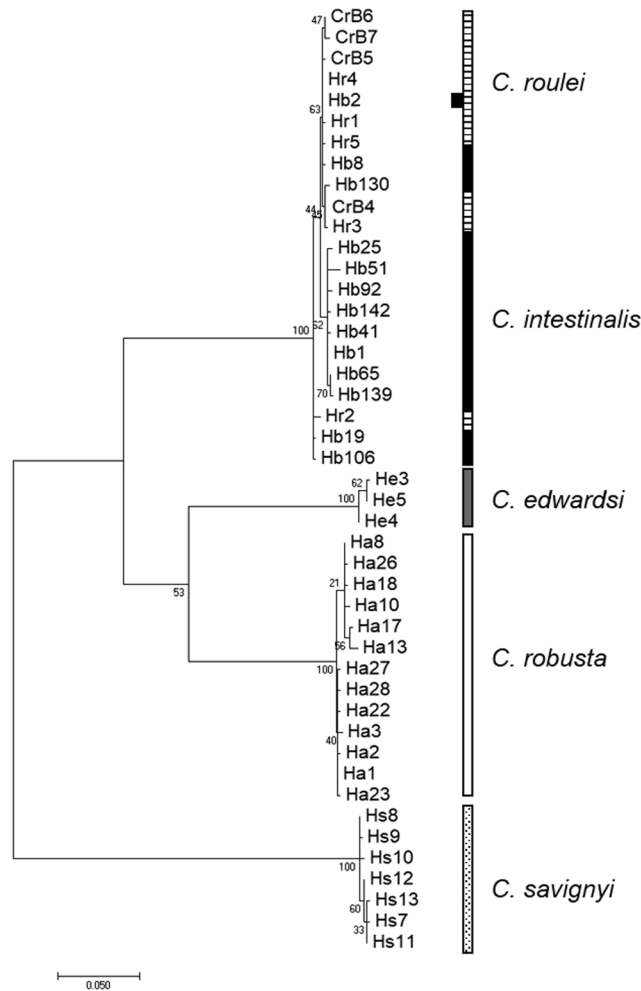 47
CrB6
CrB7
CrB5
Hr4
C. roulei
Hb2
63
Hr1
Hr5
Hb8
Hb130
44
CrB4
45
Hr3
Hb25
Hb51
Hb92
Hb142
C. intestinalis
100
62
Hb41
Hb1
Hb65
70
Hb139
Hr2
Hb19
Hb106
62
He3
100
He5
C. edwardsi
He4
Ha8
Ha26
21
Ha18
53
Ha10
Ha17
56
Ha13
C. robusta
100
Ha27
Ha28
Ha22
Ha3
40
Ha2
Ha1
Ha23
Hs8
Hs9
100
Hs10
Hs12
C. savignyi
Hs13
60
Hs7
33
Hs11
0.050